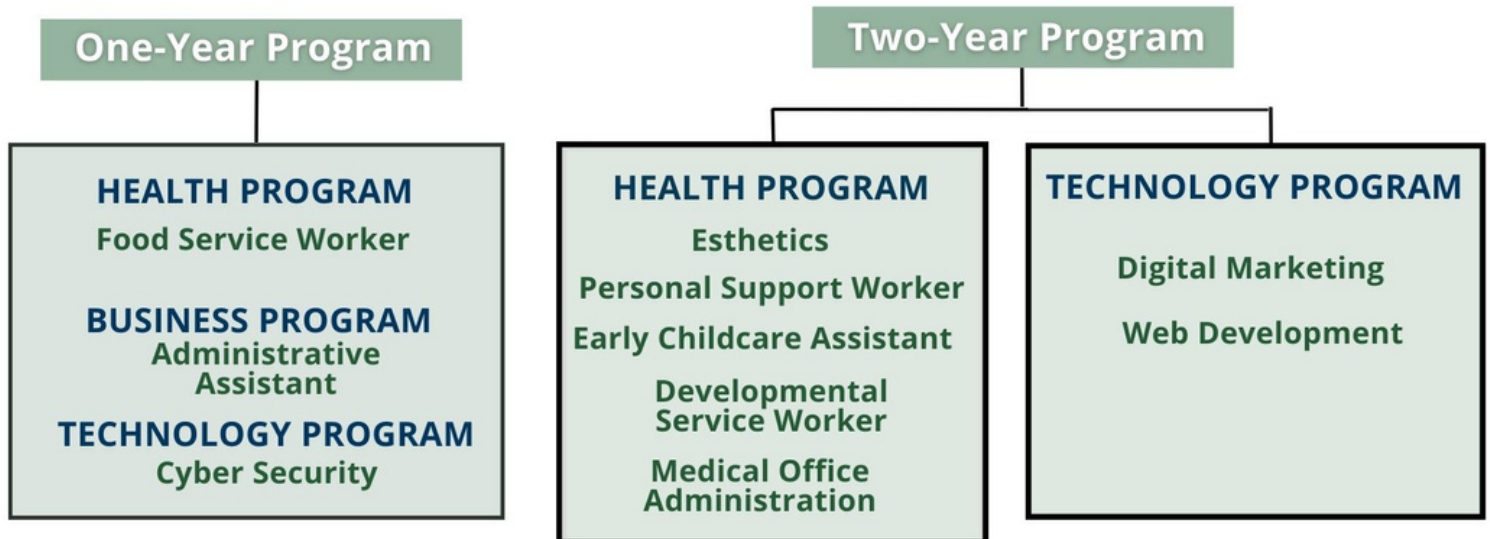 One-Year Program
HEALTH PROGRAM
Food Service Worker
BUSINESS PROGRAM
Administrative
Assistant
TECHNOLOGY PROGRAM
Cyber Security
Two-Year Program
HEALTH PROGRAM
Esthetics
Personal Support Worker
Early Childcare Assistant
Developmental
Service Worker
Medical Office
Administration
TECHNOLOGY PROGRAM
Digital Marketing
Web Development